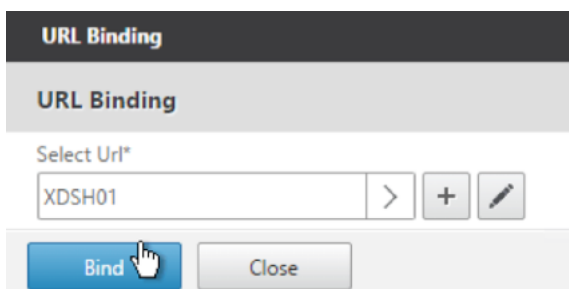 URL Binding
URL Binding
Select Url*
XDSH01
Bind
Close